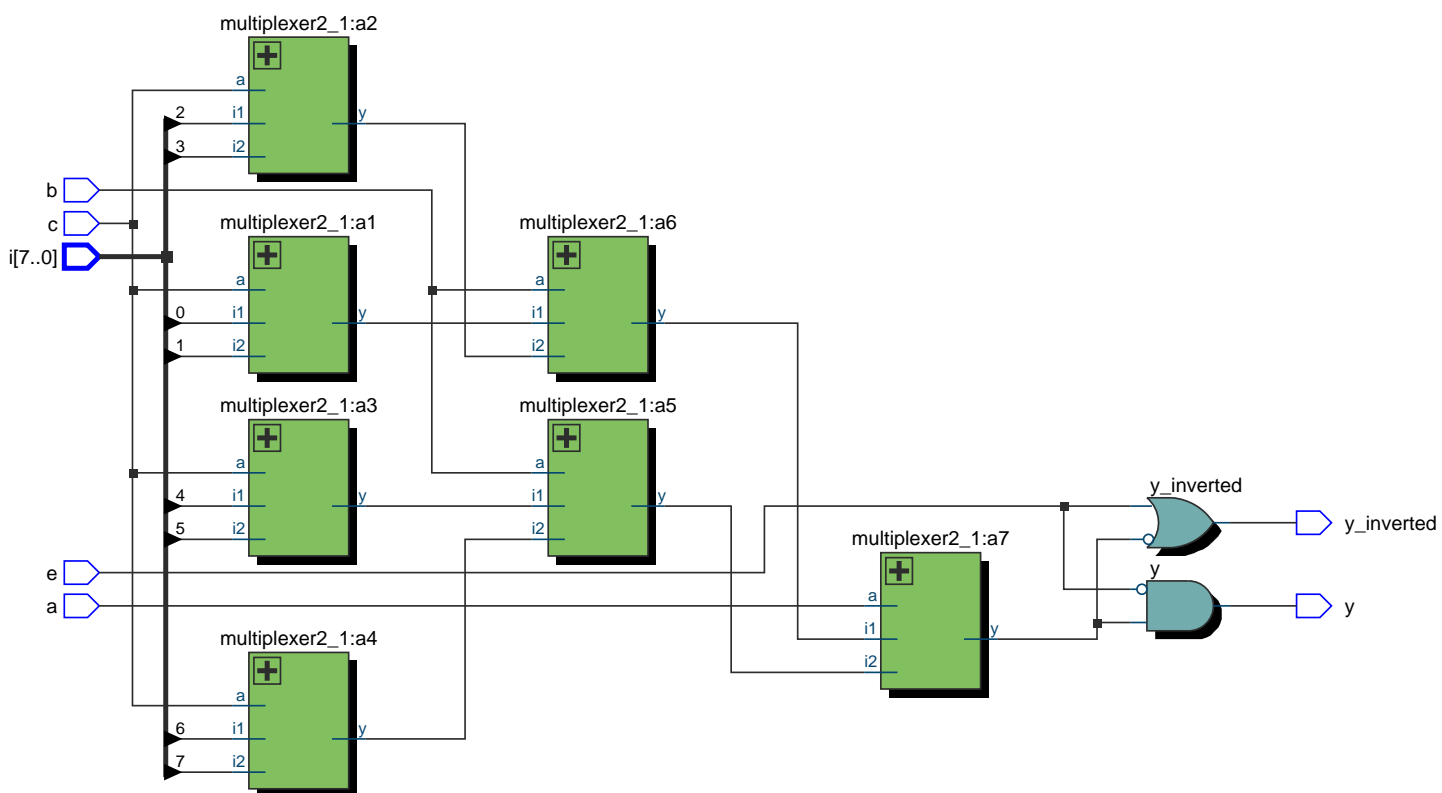 multiplexer2_1:a2
a
2
i1
y
3
i2
b
c
i[7..0]
multiplexer2_1:a1
a
0
i1
y
1
i2
multiplexer2_1:a6
a
i1
y
i2
multiplexer2_1:a3
a
4
i1
y
5
i2
multiplexer2_1:a5
a
i1
y
i2
e
a
multiplexer2_1:a4
a
6
i1
y
7
i2
multiplexer2_1:a7
a
i1
y
i2
y_inverted
y_inverted
y
y